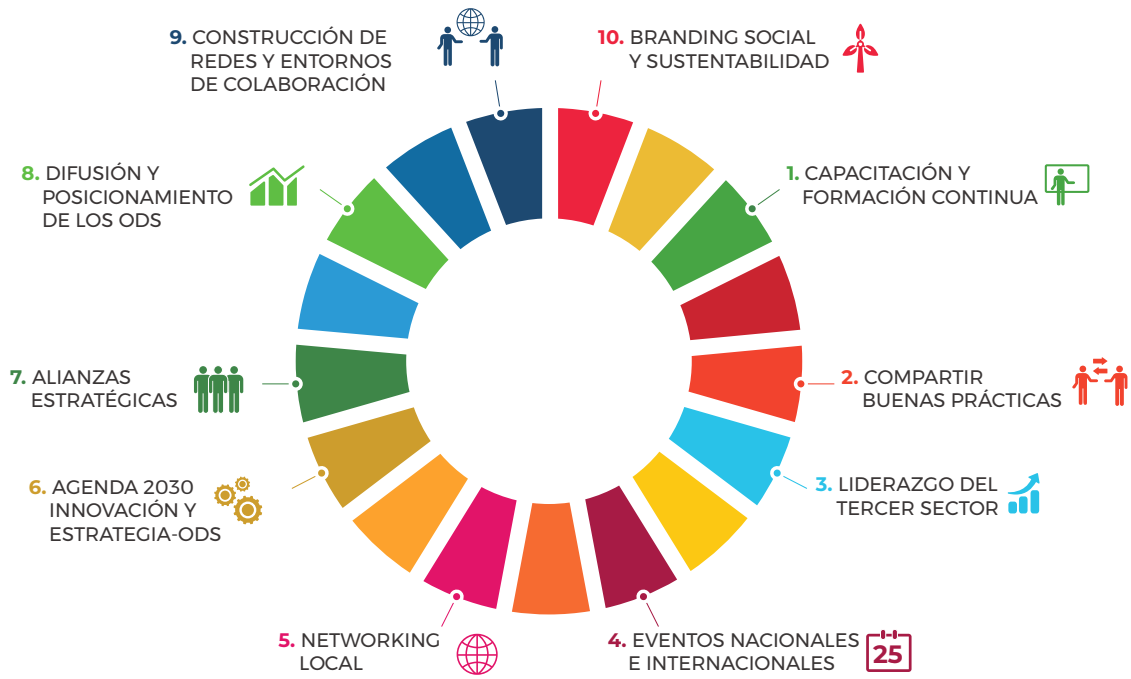 9. CONSTRUCCIÓN DE
REDES Y ENTORNOS
DE COLABORACIÓN
10. BRANDING SOCIAL
Y SUSTENTABILIDAD
8. DIFUSIÓN Y
POSICIONAMIENTO
DE LOS ODS
1. CAPACITACIÓN Y
FORMACIÓN CONTINUA
7. ALIANZAS
ESTRATÉGICAS
2. COMPARTIR
BUENAS PRÁCTICAS
6. AGENDA 2030
INNOVACIÓN Y
ESTRATEGIA-ODS
3. LIDERAZGO DEL
TERCER SECTOR
5. NETWORKING
LOCAL
4. EVENTOS NACIONALES
E INTERNACIONALES
25